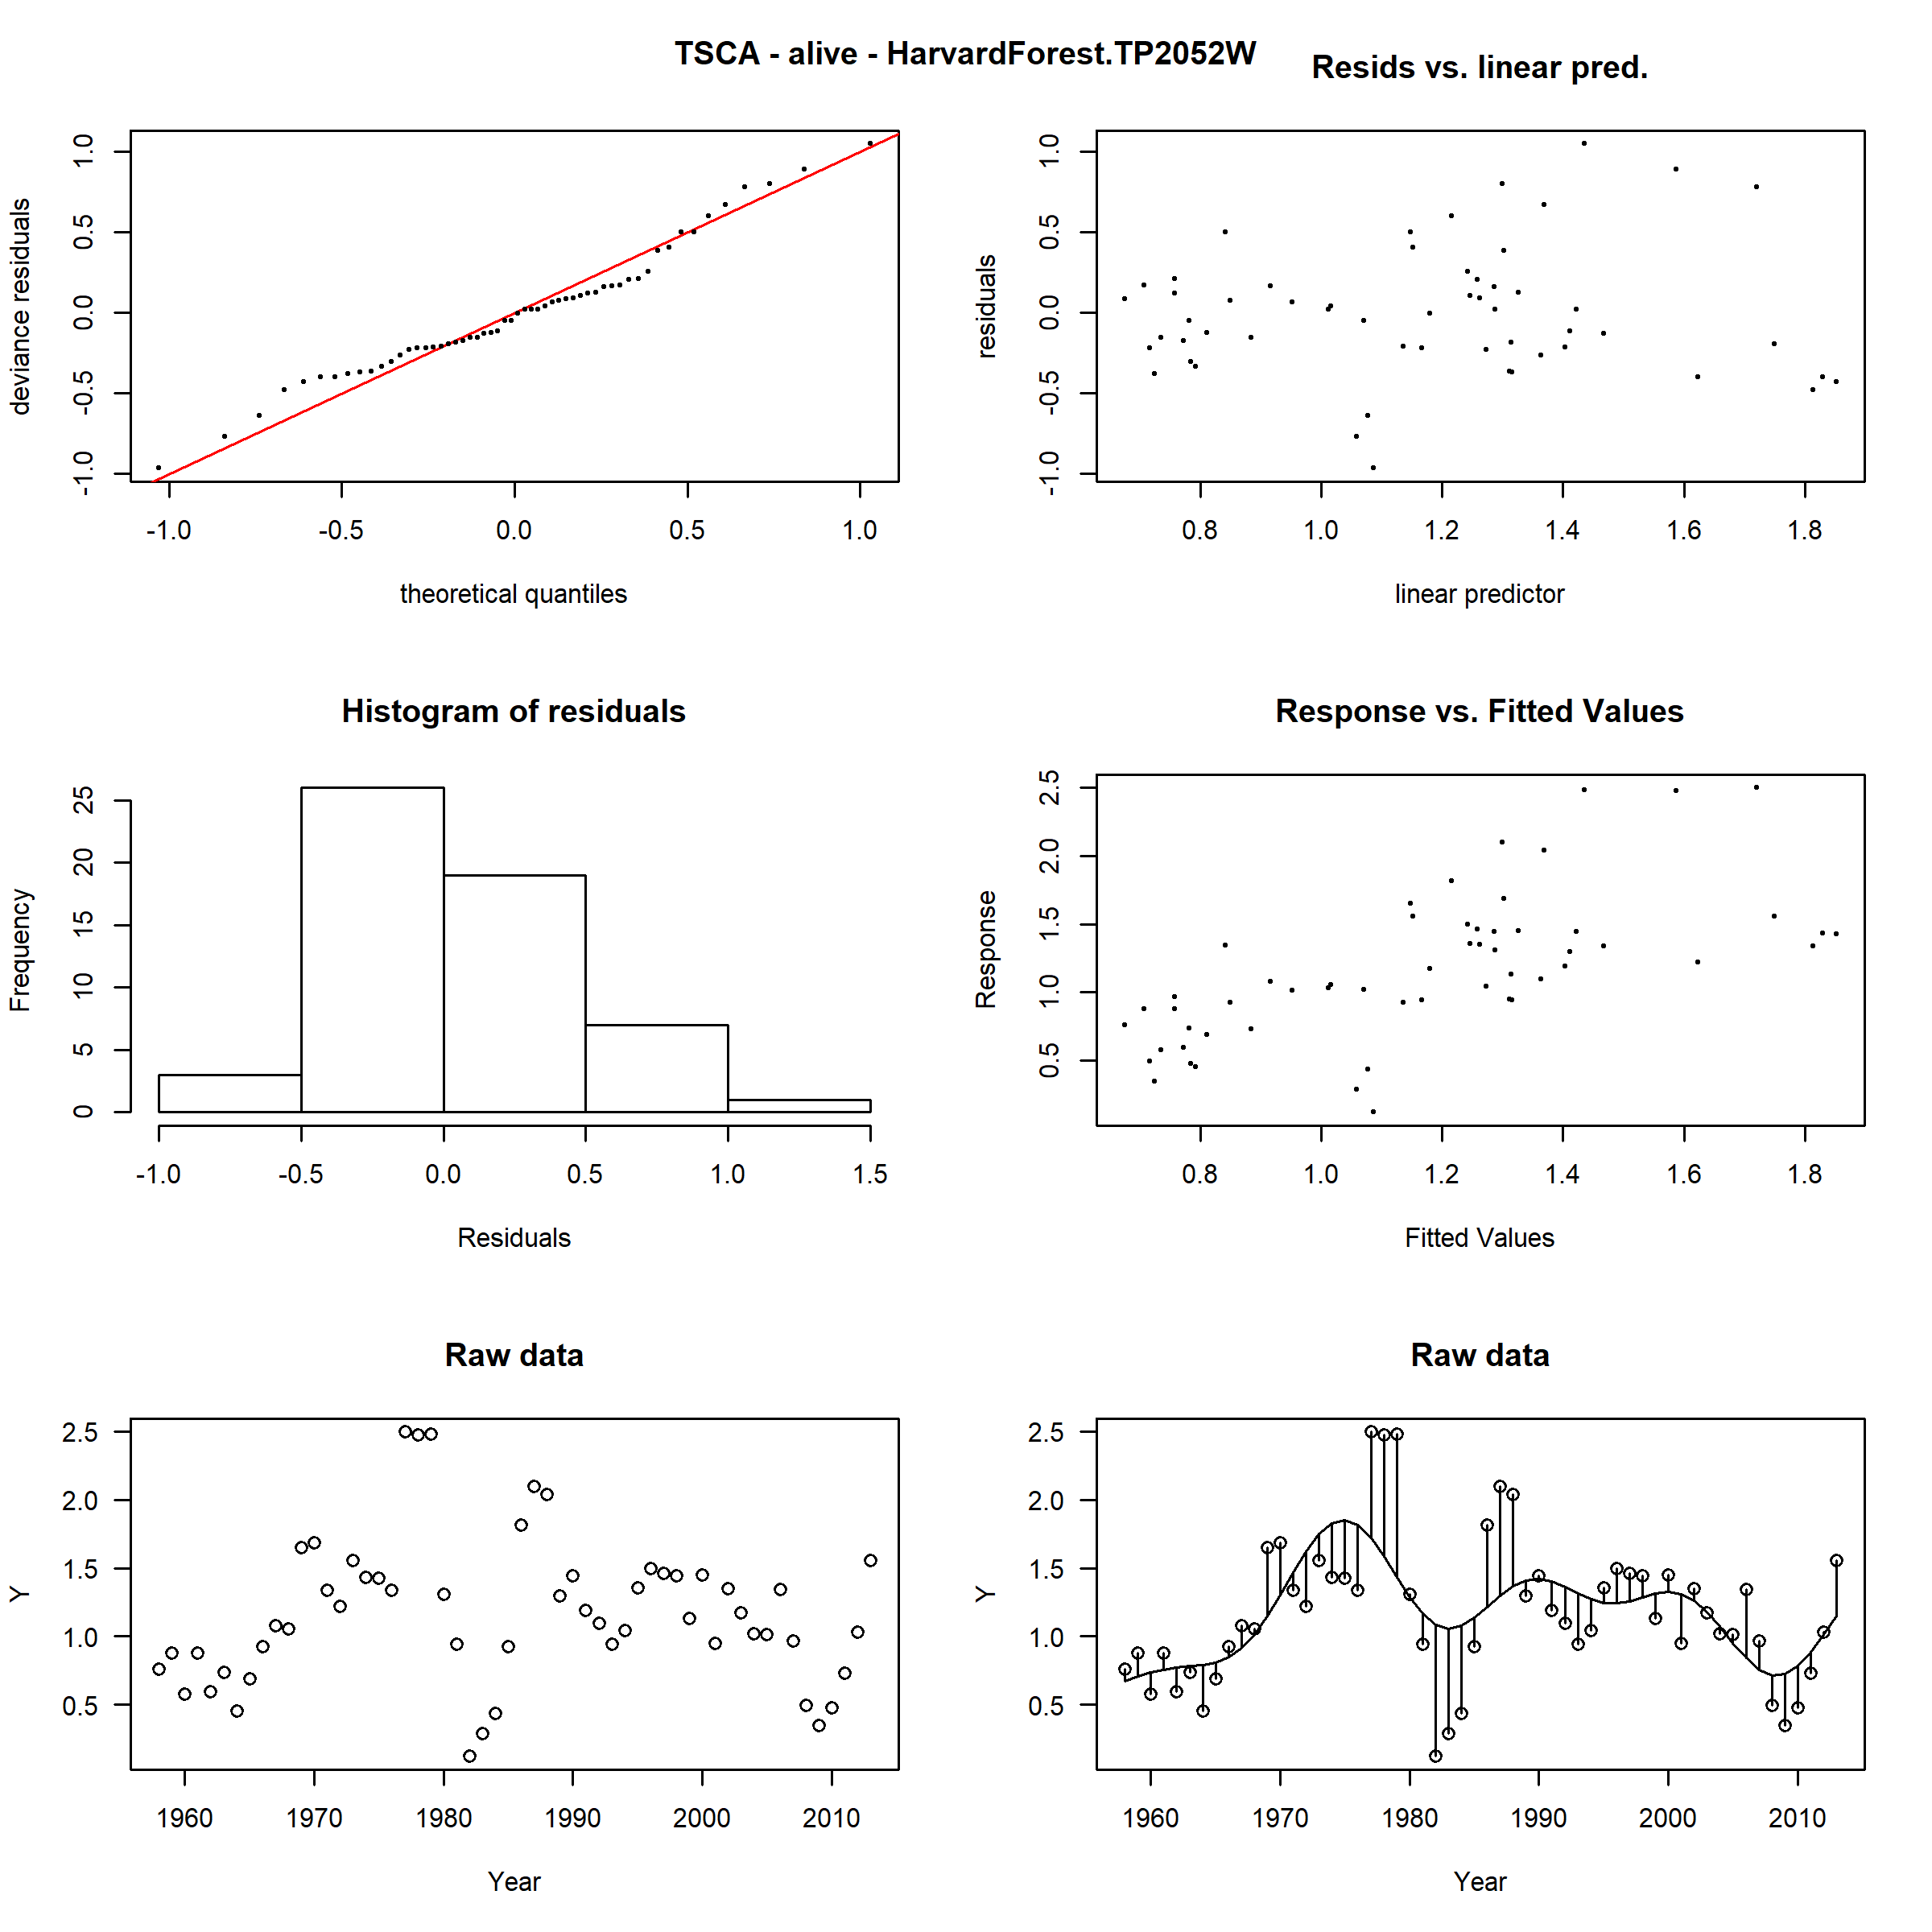 TSCA - alive - HarvardForest.TP2052W
Resids vs. linear pred.
deviance residuals
1.0
0.5
0.0
-0.5
-1.0
-1.0 -0.5 0.0 0.5 1.0
theoretical quantiles
residuals
1.0
0.5
0.0
-0.5
-1.0
0.8 1.0 1.2 1.4 1.6 1.8
linear predictor
Histogram of residuals
Frequency
25
20
15
10
5
0
-1.0 -0.5 0.0 0.5 1.0 1.5
Residuals
Response vs. Fitted Values
Response
2.5
2.0
1.5
1.0
0.5
0.8 1.0 1.2 1.4 1.6 1.8
Fitted Values
Raw data
Y
2.5
2.0
1.5
1.0
0.5
1960 1970 1980 1990 2000 2010
Year
Raw data
Y
2.5
2.0
1.5
1.0
0.5
1960 1970 1980 1990 2000 2010
Year